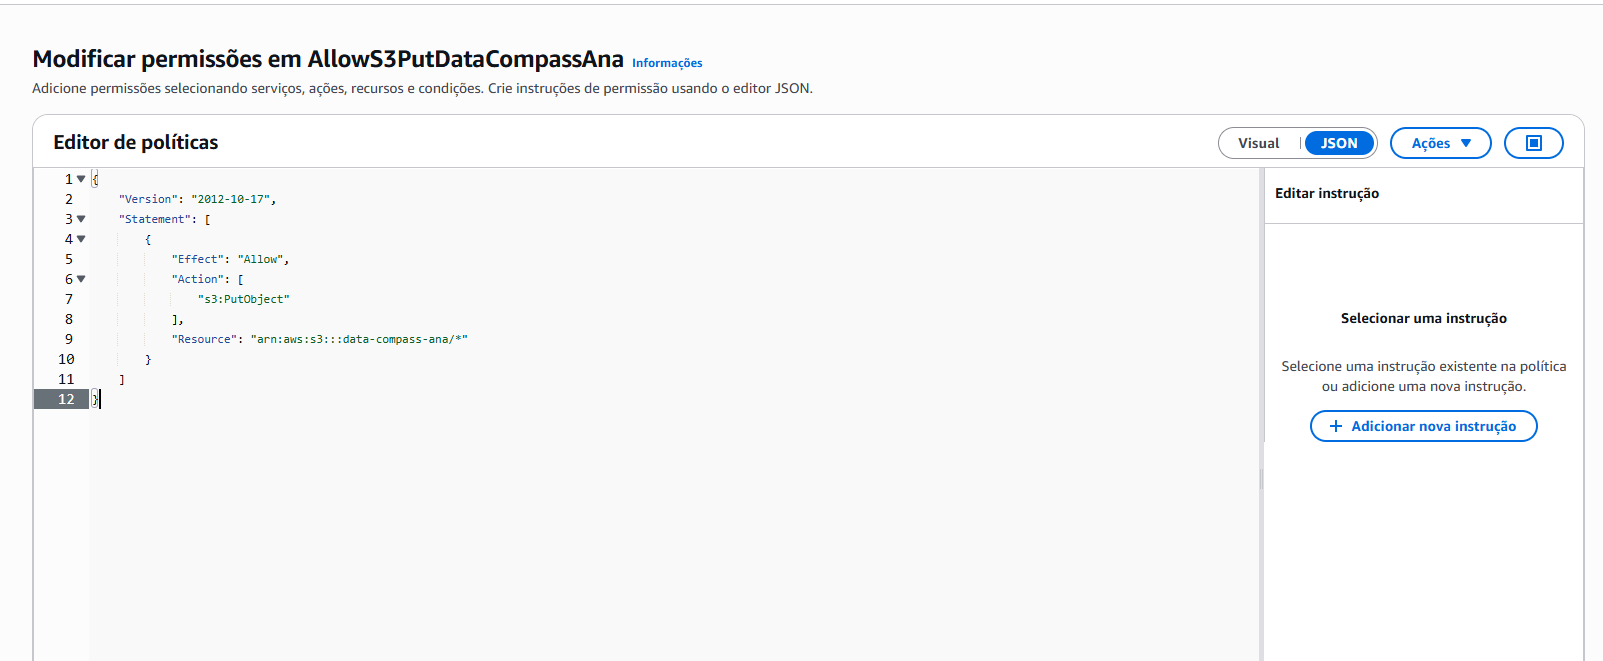 Modificar permissões em AllowS3PutDataCompassAna Informações
Adicione permissões selecionando serviços, ações, recursos e condições. Crie instruções de permissão usando o editor JSON.
Editor de políticas
Visual | JSON
Ações
1 {
2 "Version": "2012-10-17",
3 "Statement": [
4 {
5 "Effect": "Allow",
6 "Action": [
7 "s3:PutObject"
8 ],
9 "Resource": "arn:aws:s3:::data-compass-ana/*"
10 }
11 ]
12 }
Editar instrução
Selecionar uma instrução
Selecione uma instrução existente na política
ou adicione uma nova instrução.
+ Adicionar nova instrução